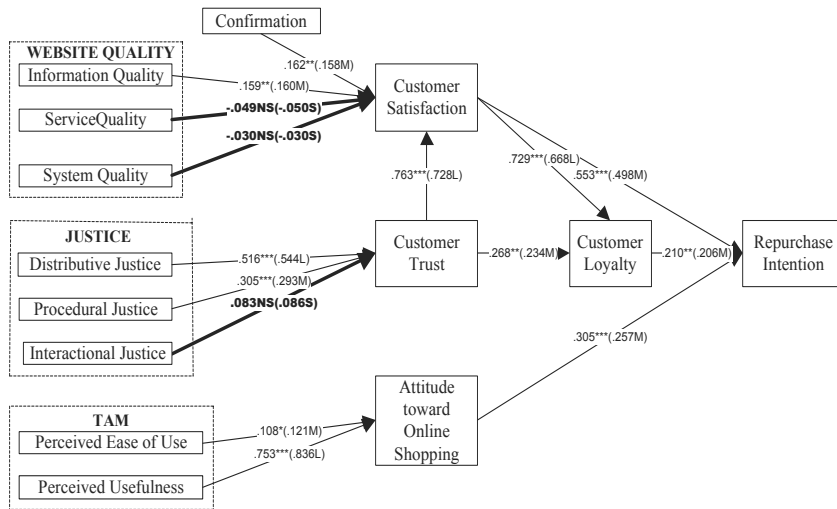 Confirmation
WEBSITE QUALITY
.162**(.158M)
Information Quality
.159**(.160M)
Customer
Satisfaction
ServiceQuality
-.049NS(-.050S)
-.030NS(-.030S)
System Quality
.729***(.668L)
.553***(.498M)
.763***(.728L)
JUSTICE
Distributive Justice
.516***(.544L)
Customer
Trust
.268**(.234M)
Customer
Loyalty
.210**(.206M)
Repurchase
Intention
.305***(.293M)
Procedural Justice
.083NS(.086S)
Interactional Justice
.305***(.257M)
Attitude
toward
Online
Shopping
TAM
.108*(.121M)
Perceived Ease of Use
.753***(.836L)
Perceived Usefulness